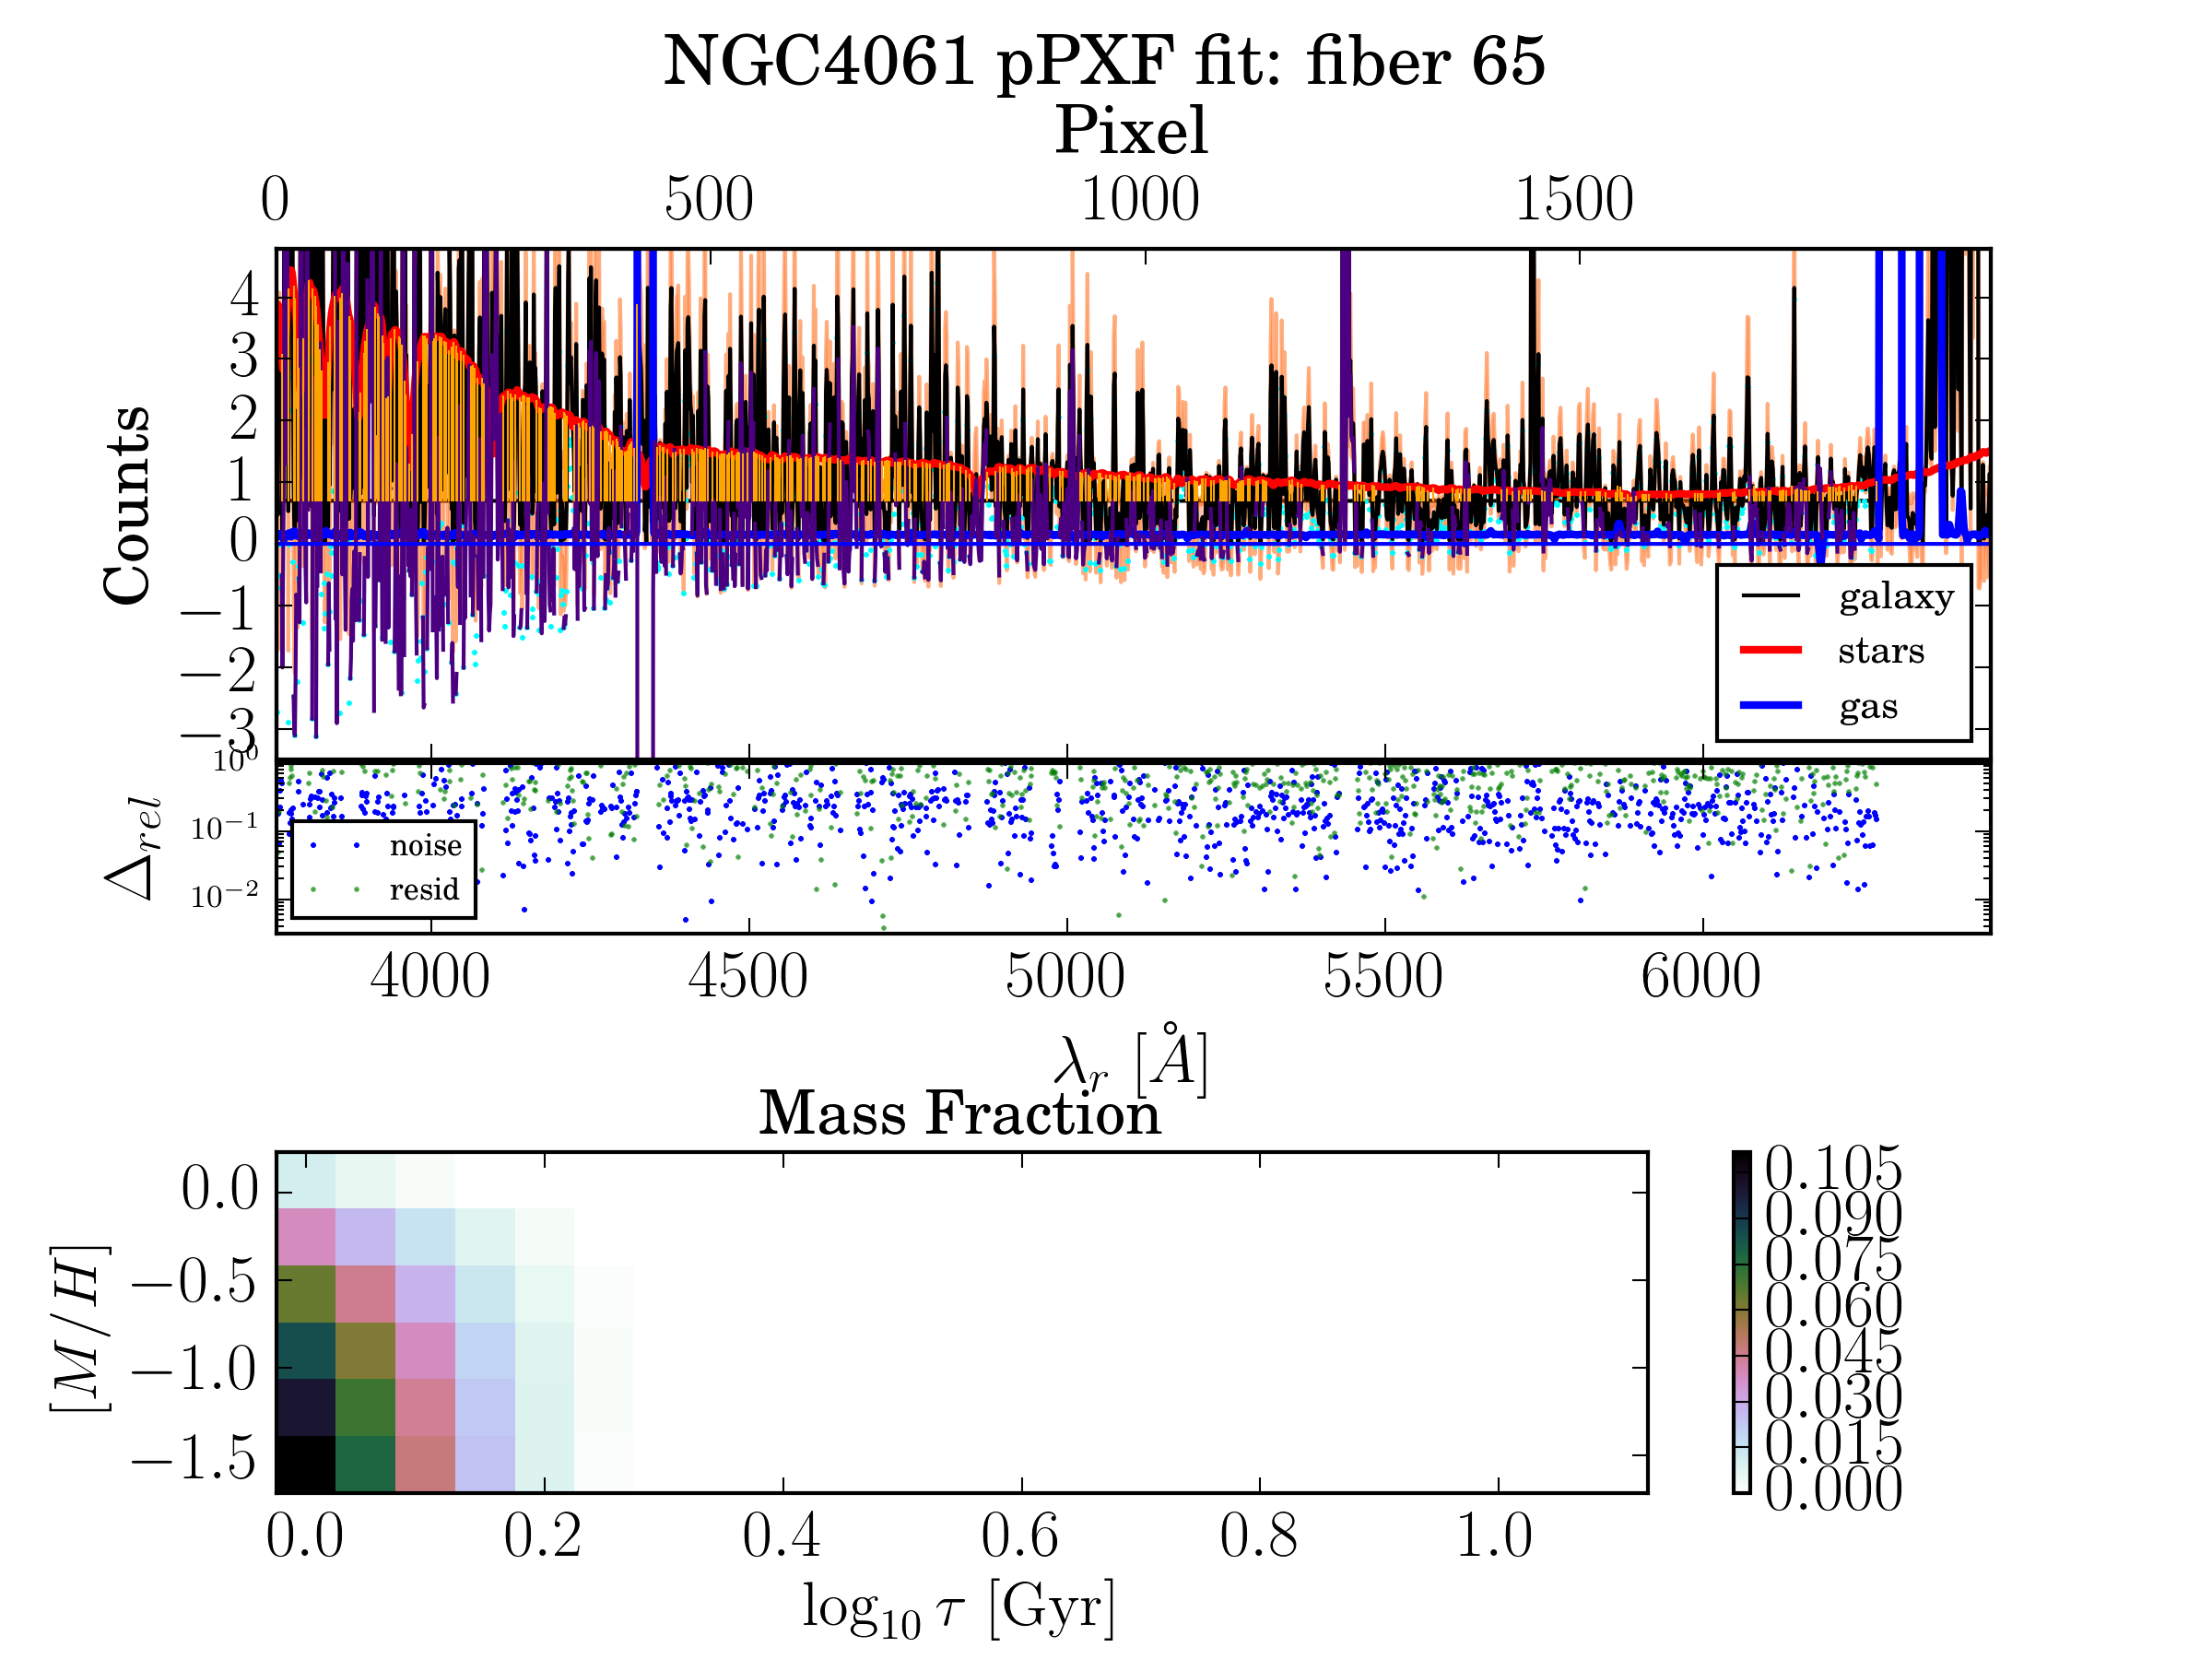 NGC4061 pPXF fit: fiber 65
Pixel
0 500 1000 1500
Counts
4
3
2
1
0
−1
−2
−3
galaxy
stars
gas
Δrel
10⁰
10⁻¹
10⁻²
noise
resid
4000 4500 5000 5500 6000
λr [Å]
Mass Fraction
[M/H]
0.0
−0.5
−1.0
−1.5
0.0 0.2 0.4 0.6 0.8 1.0
log₁₀ τ [Gyr]
0.105
0.090
0.075
0.060
0.045
0.030
0.015
0.000